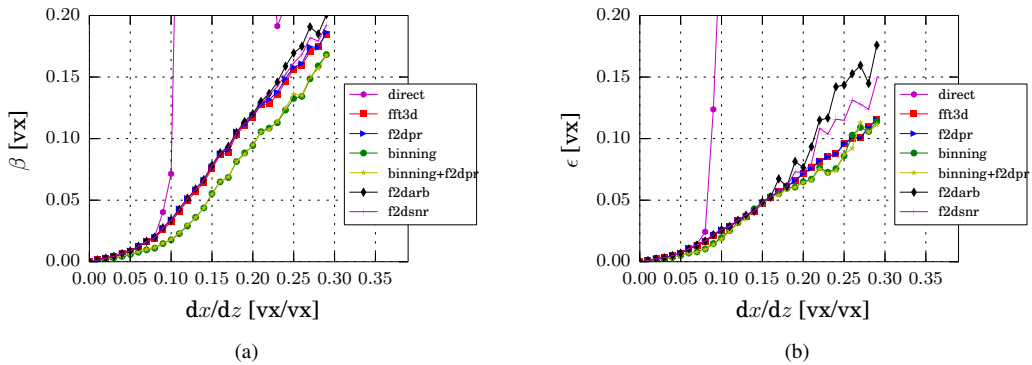 0.20
0.15
0.10
0.05
0.00
β [vx]
0.00 0.05 0.10 0.15 0.20 0.25 0.30 0.35
dx/dz [vx/vx]
direct
fft3d
f2dpr
binning
binning+f2dpr
f2darb
f2dsnr
(a)
0.20
0.15
0.10
0.05
0.00
ϵ [vx]
0.00 0.05 0.10 0.15 0.20 0.25 0.30 0.35
dx/dz [vx/vx]
direct
fft3d
f2dpr
binning
binning+f2dpr
f2darb
f2dsnr
(b)